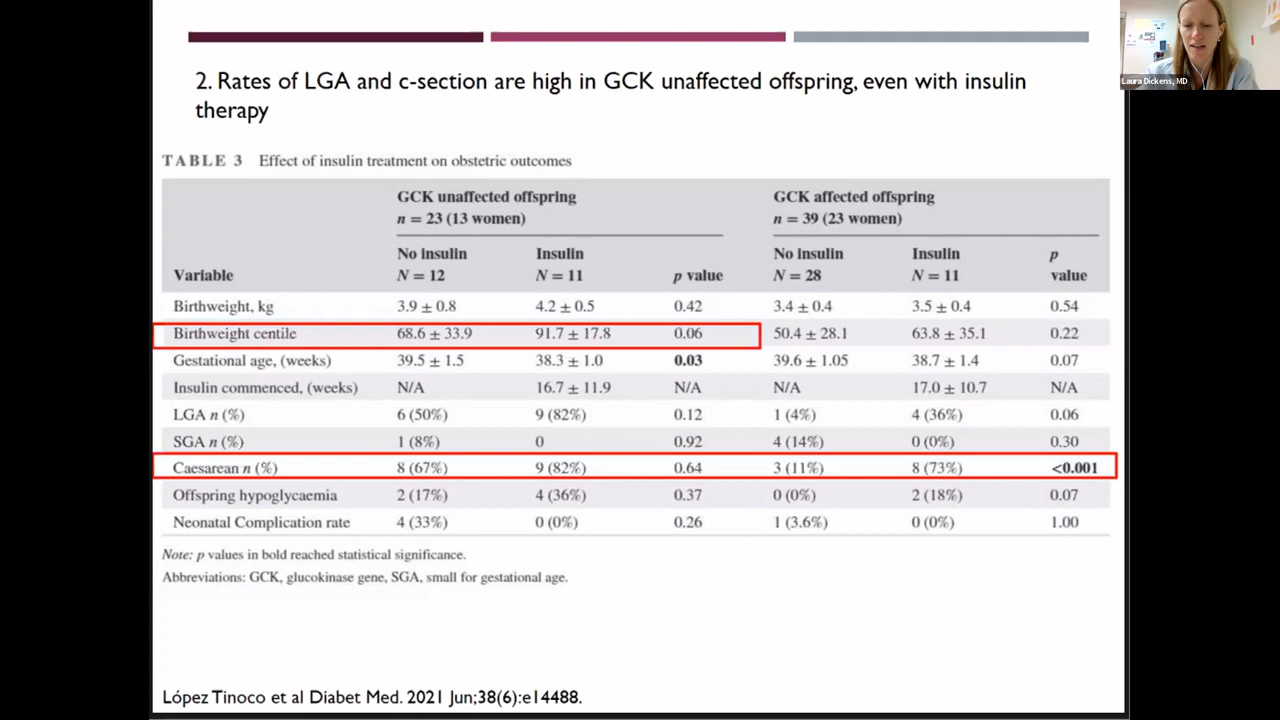 Laura Dickens, MD
2. Rates of LGA and c-section are high in GCK unaffected offspring, even with insulin
therapy
TABLE 3 Effect of insulin treatment on obstetric outcomes
GCK unaffected offspring GCK affected offspring
n = 23 (13 women) n = 39 (23 women)
No insulin Insulin No insulin Insulin p
Variable N = 12 N = 11 p value N = 28 N = 11 value
Birthweight, kg 3.9 ± 0.8 4.2 ± 0.5 0.42 3.4 ± 0.4 3.5 ± 0.4 0.54
Birthweight centile 68.6 ± 33.9 91.7 ± 17.8 0.06 50.4 ± 28.1 63.8 ± 35.1 0.22
Gestational age, (weeks) 39.5 ± 1.5 38.3 ± 1.0 0.03 39.6 ± 1.05 38.7 ± 1.4 0.07
Insulin commenced, (weeks) N/A 16.7 ± 11.9 N/A N/A 17.0 ± 10.7 N/A
LGA n (%) 6 (50%) 9 (82%) 0.12 1 (4%) 4 (36%) 0.06
SGA n (%) 1 (8%) 0 0.92 4 (14%) 0 (0%) 0.30
Caesarean n (%) 8 (67%) 9 (82%) 0.64 3 (11%) 8 (73%) <0.001
Offspring hypoglycaemia 2 (17%) 4 (36%) 0.37 0 (0%) 2 (18%) 0.07
Neonatal Complication rate 4 (33%) 0 (0%) 0.26 1 (3.6%) 0 (0%) 1.00
Note: p values in bold reached statistical significance.
Abbreviations: GCK, glucokinase gene, SGA, small for gestational age.
López Tinoco et al Diabet Med. 2021 Jun;38(6):e14488.